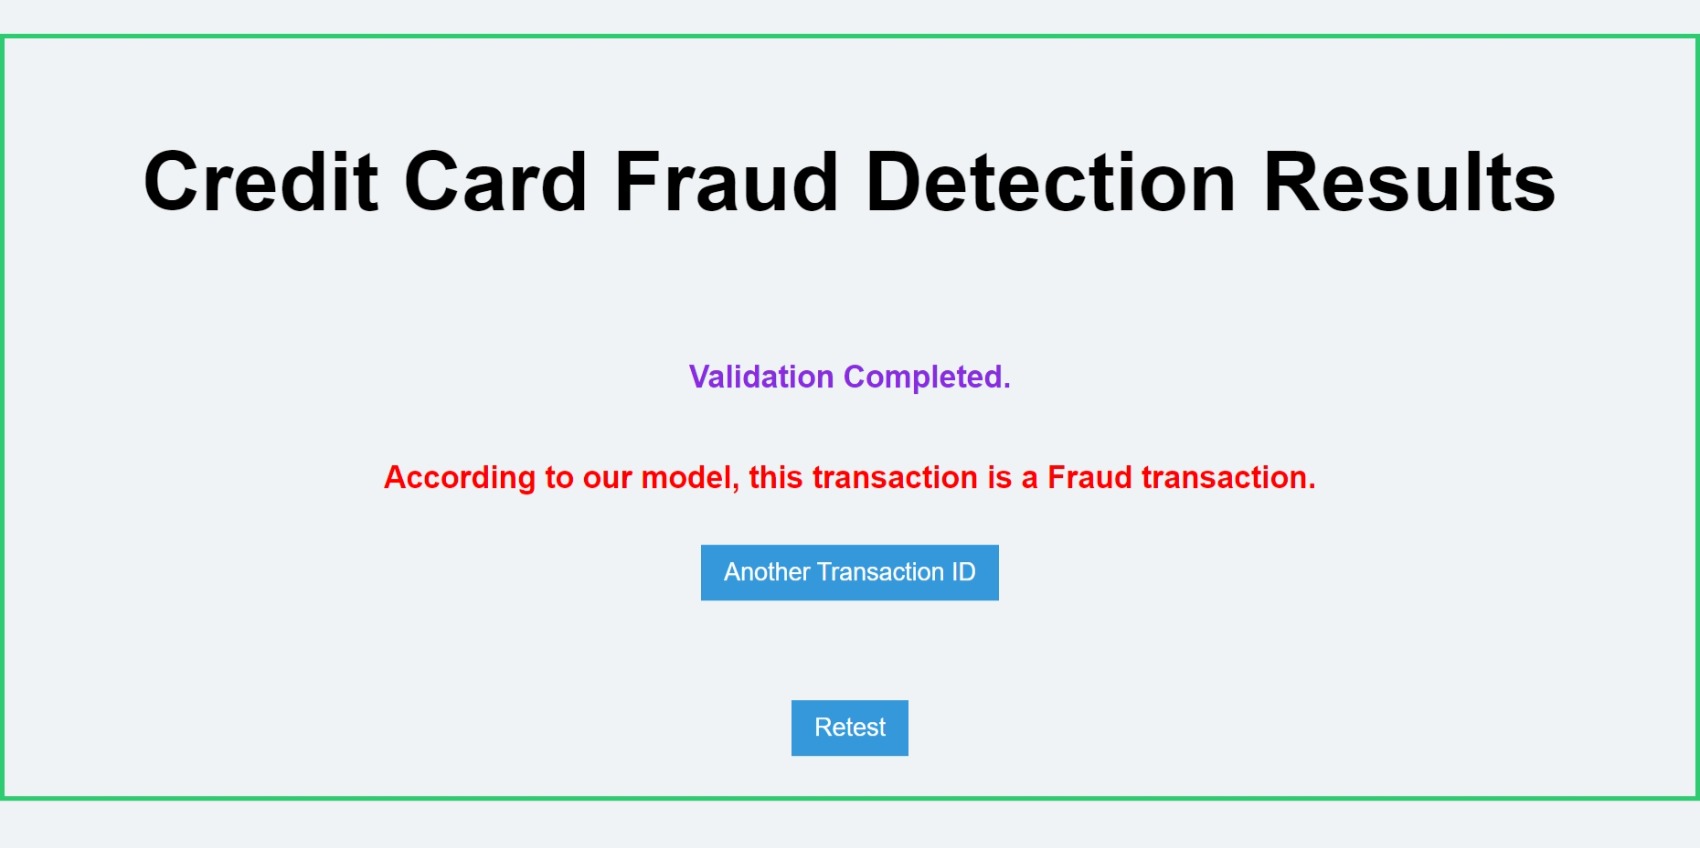 Credit Card Fraud Detection Results
Validation Completed.
According to our model, this transaction is a Fraud transaction.
Another Transaction ID
Retest